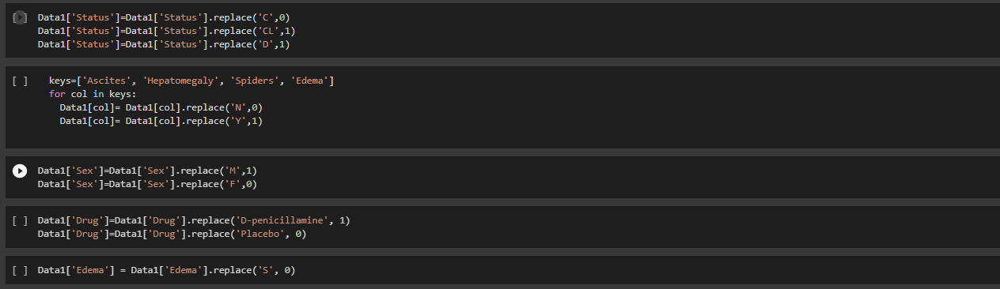 Data1['Status']=Data1['Status'].replace('C',0)
Data1['Status']=Data1['Status'].replace('CL',1)
Data1['Status']=Data1['Status'].replace('D',1)
[ ] keys=['Ascites', 'Hepatomegaly', 'Spiders', 'Edema']
for col in keys:
Data1[col]= Data1[col].replace('N',0)
Data1[col]= Data1[col].replace('Y',1)
Data1['Sex']=Data1['Sex'].replace('M',1)
Data1['Sex']=Data1['Sex'].replace('F',0)
[ ] Data1['Drug']=Data1['Drug'].replace('D-penicillamine', 1)
Data1['Drug']=Data1['Drug'].replace('Placebo', 0)
[ ] Data1['Edema'] = Data1['Edema'].replace('S', 0)